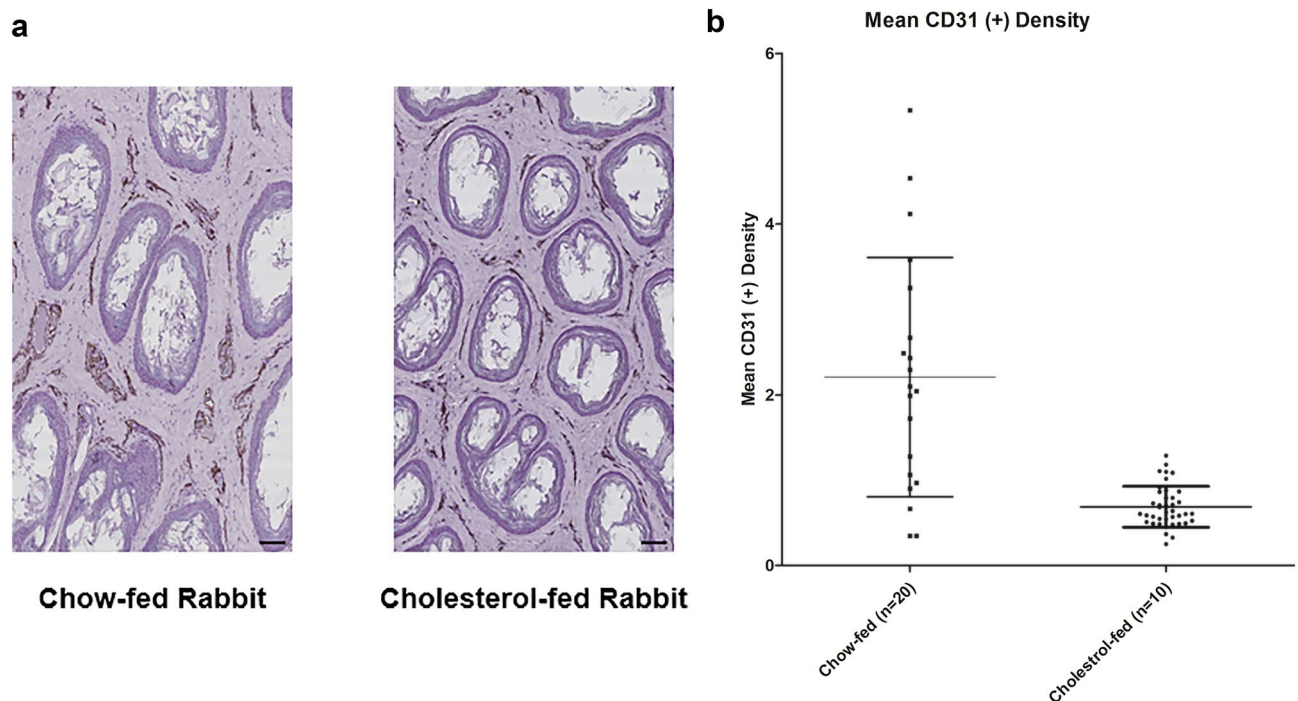 a
Chow-fed Rabbit
Cholesterol-fed Rabbit
b
Mean CD31 (+) Density
Mean CD31 (+) Density
6
4
2
0
Chow-fed (n=20)
Cholestrol-fed (n=10)